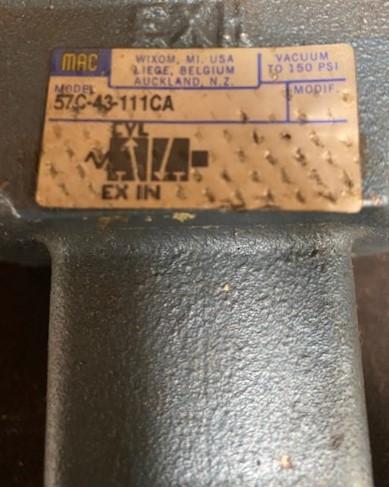 EXH
MAC
WIXOM, MI. USA
LIEGE, BELGIUM
AUCKLAND, N.Z.
VACUUM
TO 150 PSI
MODEL
57C-43-111CA
MODIF.
CYL
EX IN